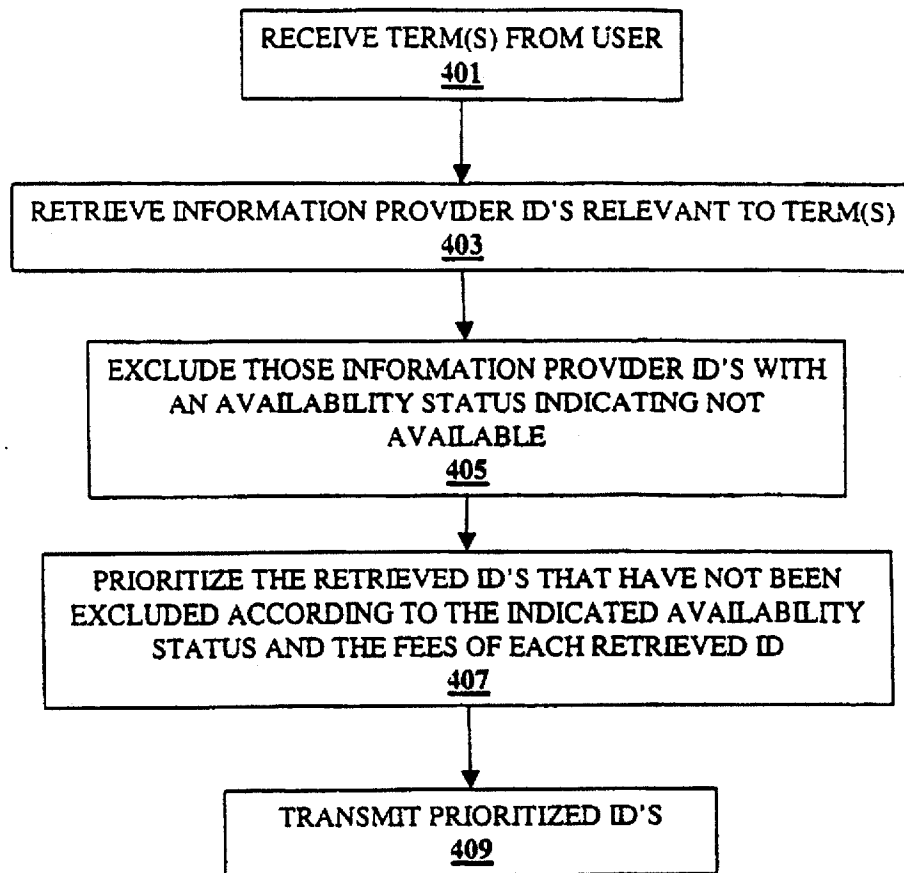 RECEIVE TERM(S) FROM USER
401
RETRIEVE INFORMATION PROVIDER ID'S RELEVANT TO TERM(S)
403
EXCLUDE THOSE INFORMATION PROVIDER ID'S WITH
AN AVAILABILITY STATUS INDICATING NOT
AVAILABLE
405
PRIORITIZE THE RETRIEVED ID'S THAT HAVE NOT BEEN
EXCLUDED ACCORDING TO THE INDICATED AVAILABILITY
STATUS AND THE FEES OF EACH RETRIEVED ID
407
TRANSMIT PRIORITIZED ID'S
409